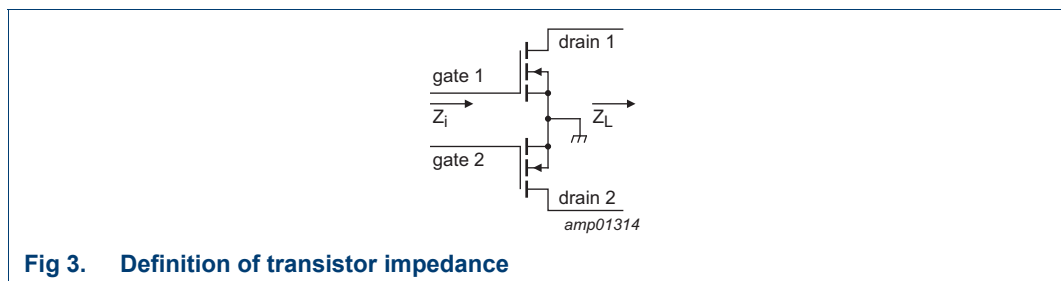 drain 1
gate 1
Zi
ZL
gate 2
drain 2
amp01314
Fig 3. Definition of transistor impedance